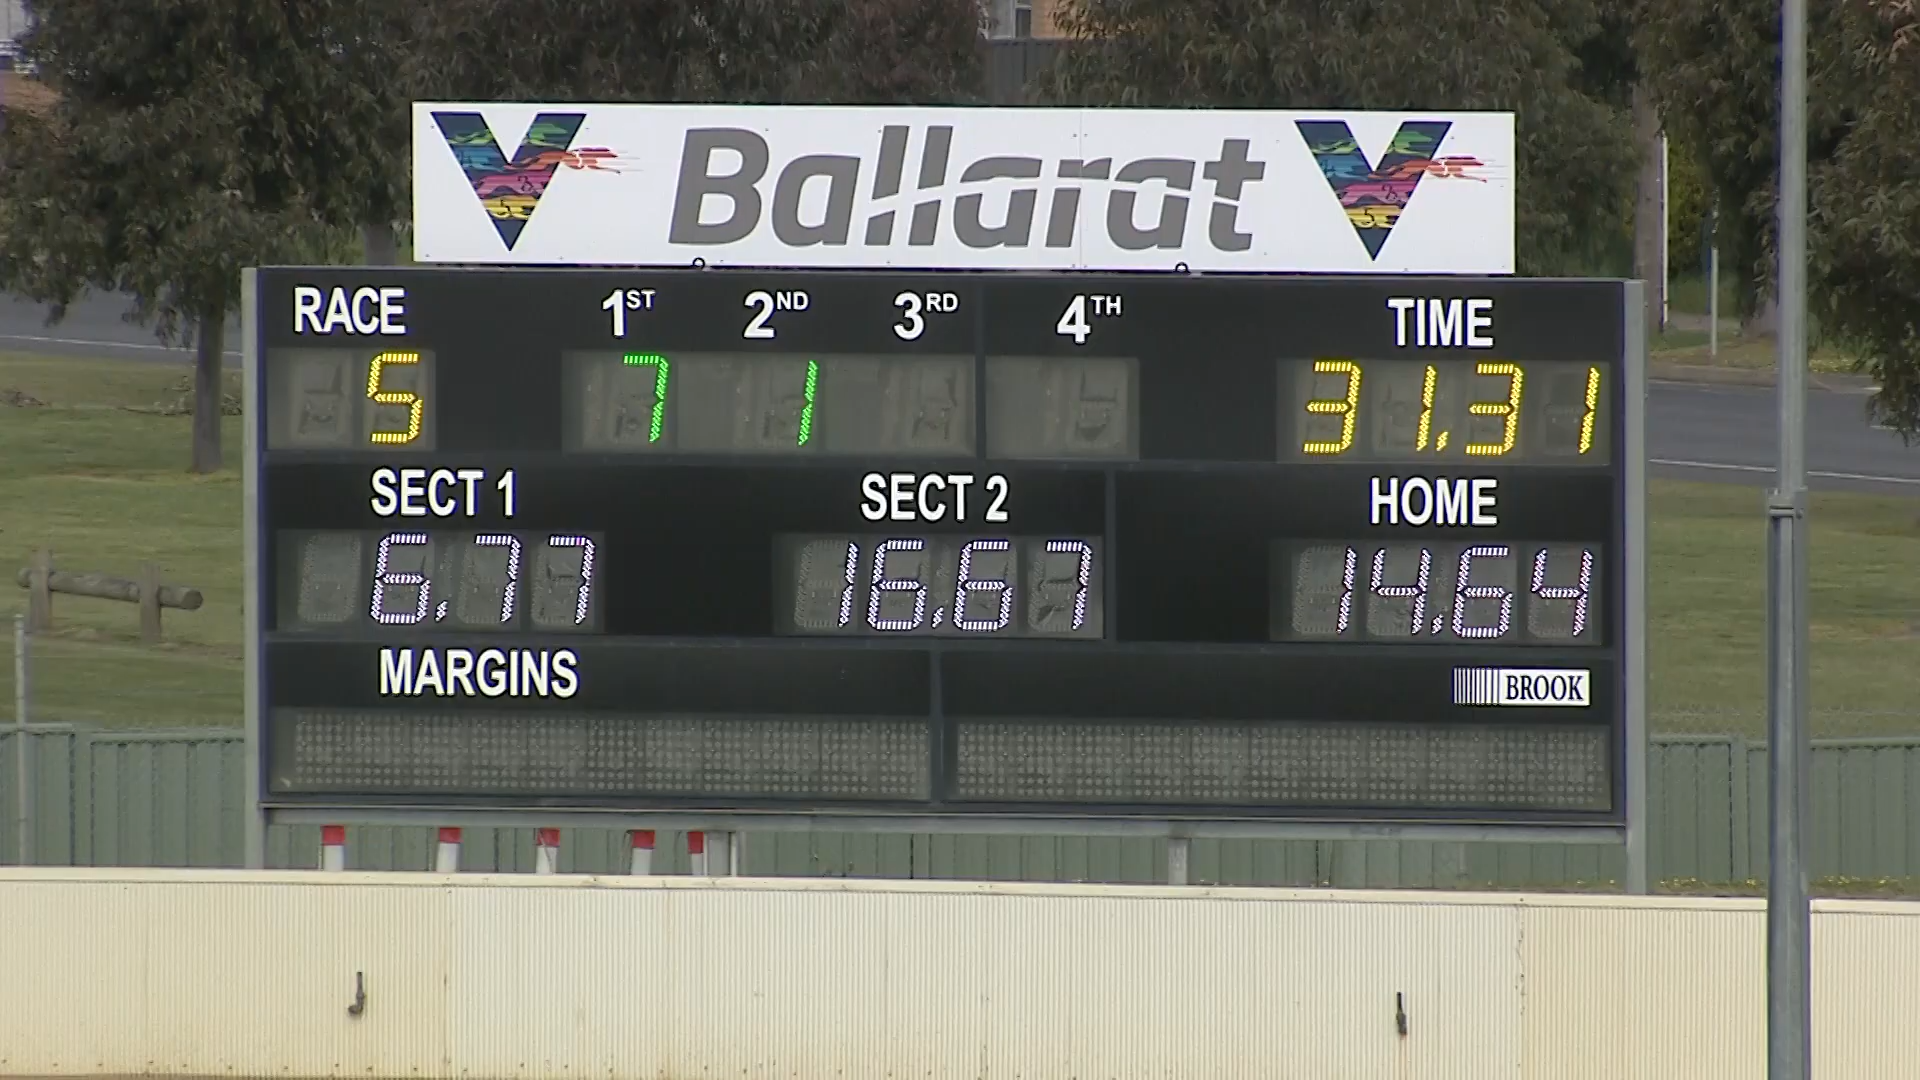 Ballarat
RACE 1ST 2ND 3RD 4TH TIME
5 7 1 31.31
SECT 1 SECT 2 HOME
6.77 16.67 14.64
MARGINS BROOK